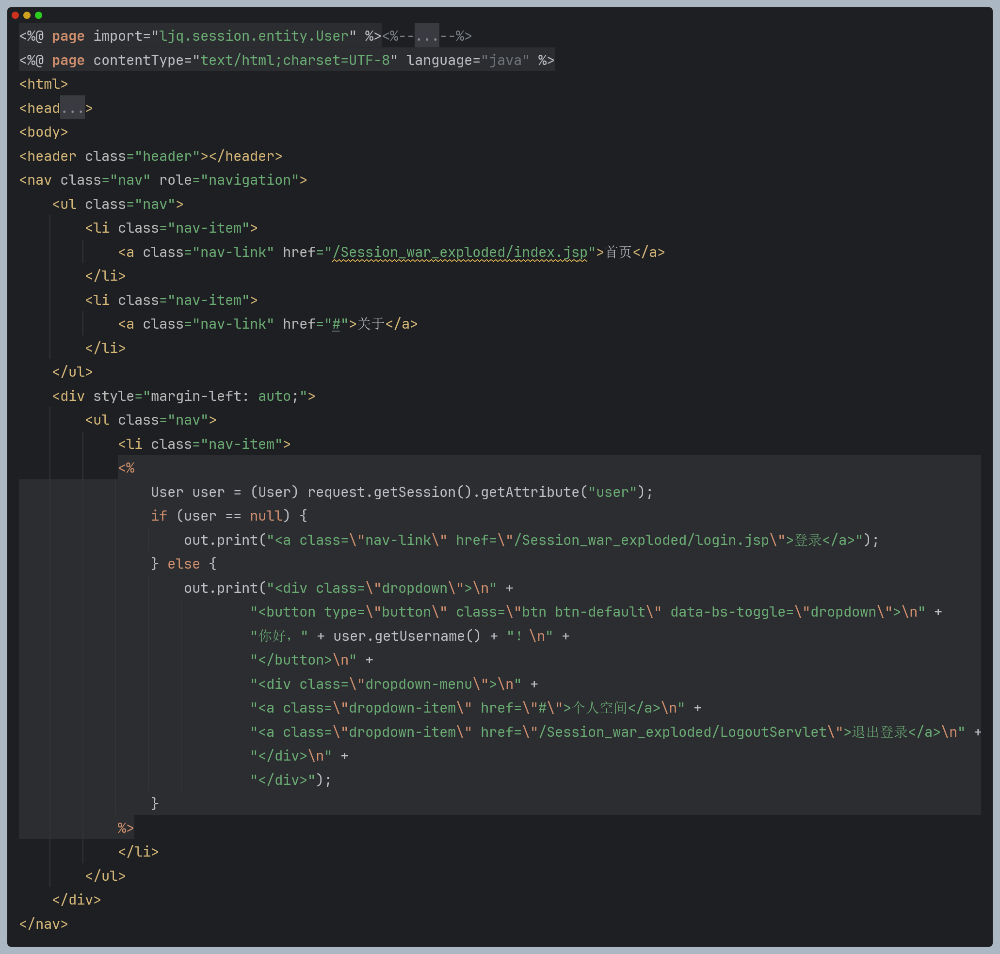 <%@ page import="ljq.session.entity.User" %><%--...--%>
<%@ page contentType="text/html;charset=UTF-8" language="java" %>
<html>
<head...>
<body>
<header class="header"></header>
<nav class="nav" role="navigation">
    <ul class="nav">
        <li class="nav-item">
            <a class="nav-link" href="/Session_war_exploded/index.jsp">首页</a>
        </li>
        <li class="nav-item">
            <a class="nav-link" href="#">关于</a>
        </li>
    </ul>
    <div style="margin-left: auto;">
        <ul class="nav">
            <li class="nav-item">
            <%
                User user = (User) request.getSession().getAttribute("user");
                if (user == null) {
                    out.print("<a class=\"nav-link\" href=\"/Session_war_exploded/login.jsp\">登录</a>");
                } else {
                    out.print("<div class=\"dropdown\">\n" +
                            "<button type=\"button\" class=\"btn btn-default\" data-bs-toggle=\"dropdown\">\n" +
                            "你好，" + user.getUsername() + "！\n" +
                            "</button>\n" +
                            "<div class=\"dropdown-menu\">\n" +
                            "<a class=\"dropdown-item\" href=\"#\">个人空间</a>\n" +
                            "<a class=\"dropdown-item\" href=\"/Session_war_exploded/LogoutServlet\">退出登录</a>\n" +
                            "</div>\n" +
                            "</div>");
                }
            %>
            </li>
        </ul>
    </div>
</nav>